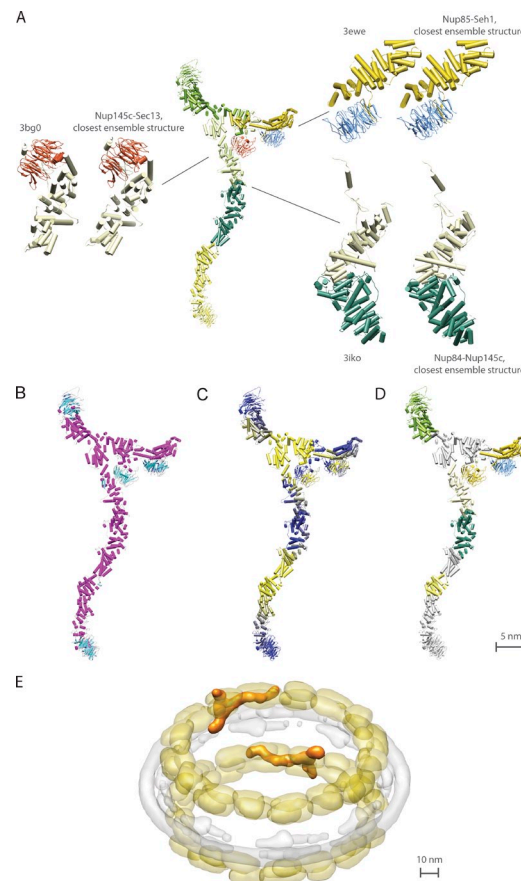 A
3ewe
Nup85-Seh1,
closest ensemble structure
3bg0
Nup145c-Sec13,
closest ensemble structure
3iko
Nup84-Nup145c,
closest ensemble structure
B
C
D
5 nm
E
10 nm